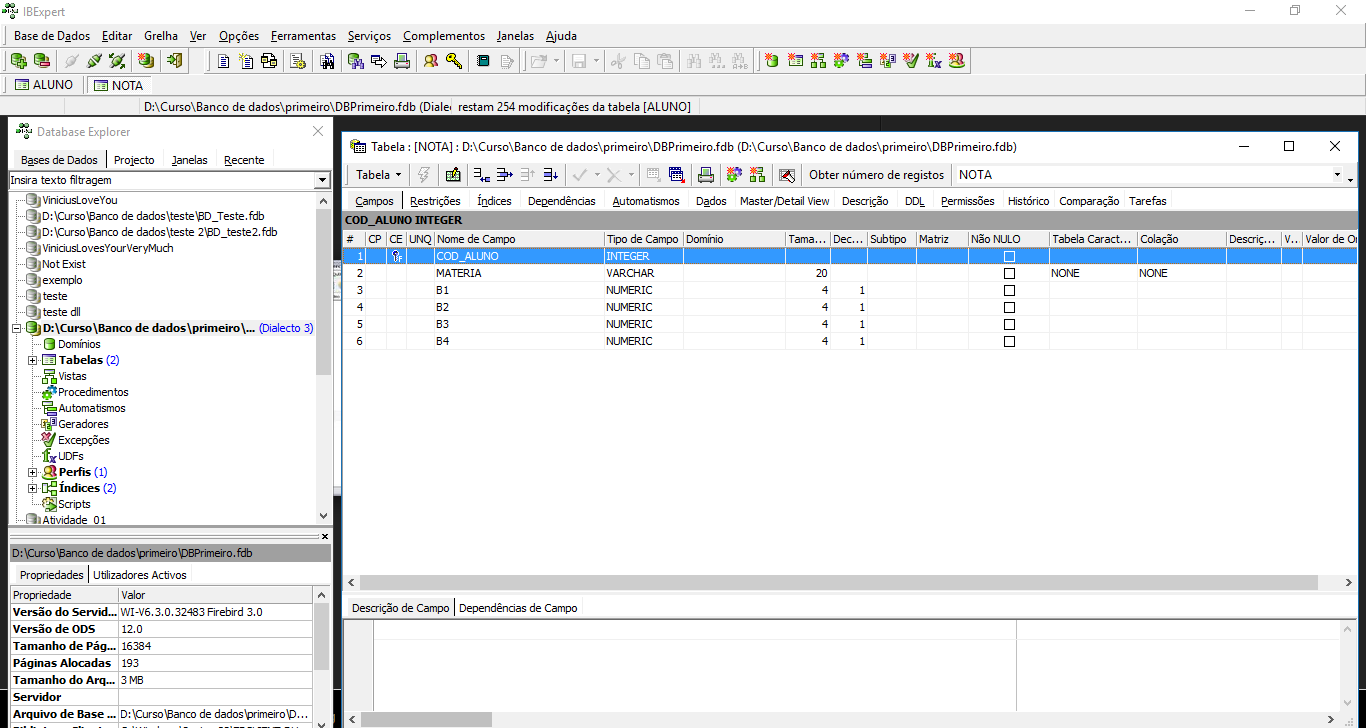 IBExpert
Base de Dados Editar Grelha Ver Opções Ferramentas Serviços Complementos Janelas Ajuda
ALUNO NOTA
D:\Curso\Banco de dados\primeiro\DBPrimeiro.fdb (Diale restam 254 modificações da tabela [ALUNO]
Database Explorer
Bases de Dados Projecto Janelas Recente
Insira texto filtragem
ViniciusLoveYou
D:\Curso\Banco de dados\teste\BD_Teste.fdb
D:\Curso\Banco de dados\teste 2\BD_teste2.fdb
ViniciusLovesYourVeryMuch
Not Exist
exemplo
teste
teste dll
D:\Curso\Banco de dados\primeiro\... (Dialecto 3)
Domínios
Tabelas (2)
Vistas
Procedimentos
Automatismos
Geradores
Excepções
UDFs
Perfis (1)
Índices (2)
Scripts
Atividade_01
D:\Curso\Banco de dados\primeiro\DBPrimeiro.fdb
Propriedades Utilizadores Activos
Propriedade Valor
Versão do Servid... WI-V6.3.0.32483 Firebird 3.0
Versão de ODS 12.0
Tamanho de Pág... 16384
Páginas Alocadas 193
Tamanho do Arq... 3 MB
Servidor
Arquivo de Base ... D:\Curso\Banco de dados\primeiro\D...
Tabela : [NOTA] : D:\Curso\Banco de dados\primeiro\DBPrimeiro.fdb (D:\Curso\Banco de dados\primeiro\DBPrimeiro.fdb)
Tabela Obter número de registos NOTA
Campos Restrições Índices Dependências Automatismos Dados Master/Detail View Descrição DDL Permissões Histórico Comparação Tarefas
COD_ALUNO INTEGER
# CP CE UNQ Nome de Campo Tipo de Campo Domínio Tama... Dec... Subtipo Matriz Não NULO Tabela Caract... Colação Descriç... V... Valor de Or
1 COD_ALUNO INTEGER
2 MATERIA VARCHAR 20 NONE NONE
3 B1 NUMERIC 4 1
4 B2 NUMERIC 4 1
5 B3 NUMERIC 4 1
6 B4 NUMERIC 4 1
Descrição de Campo Dependências de Campo